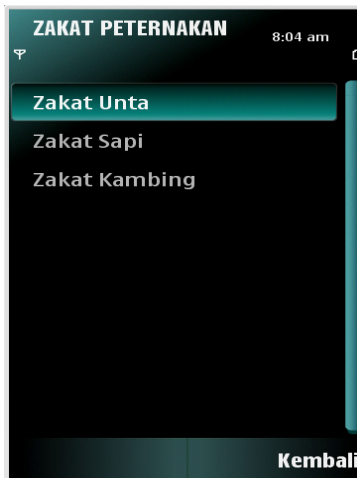 ZAKAT PETERNAKAN
8:04 am
Zakat Unta
Zakat Sapi
Zakat Kambing
Kembali